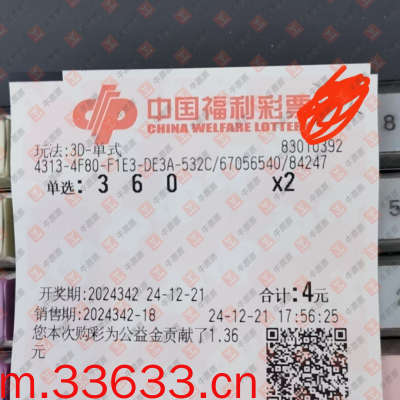 中国福利彩票
CHINA WELFARE LOTTERY
玩法:3D-单式 83010392
4313-4F80-F1E3-DE3A-532C/67056540/84247
单选: 3 6 0 x2
开奖期:2024342 24-12-21 合计:4元
销售期:2024342-18 24-12-21 17:56:25
您本次购彩为公益金贡献了1.36
元
m.33633.cn